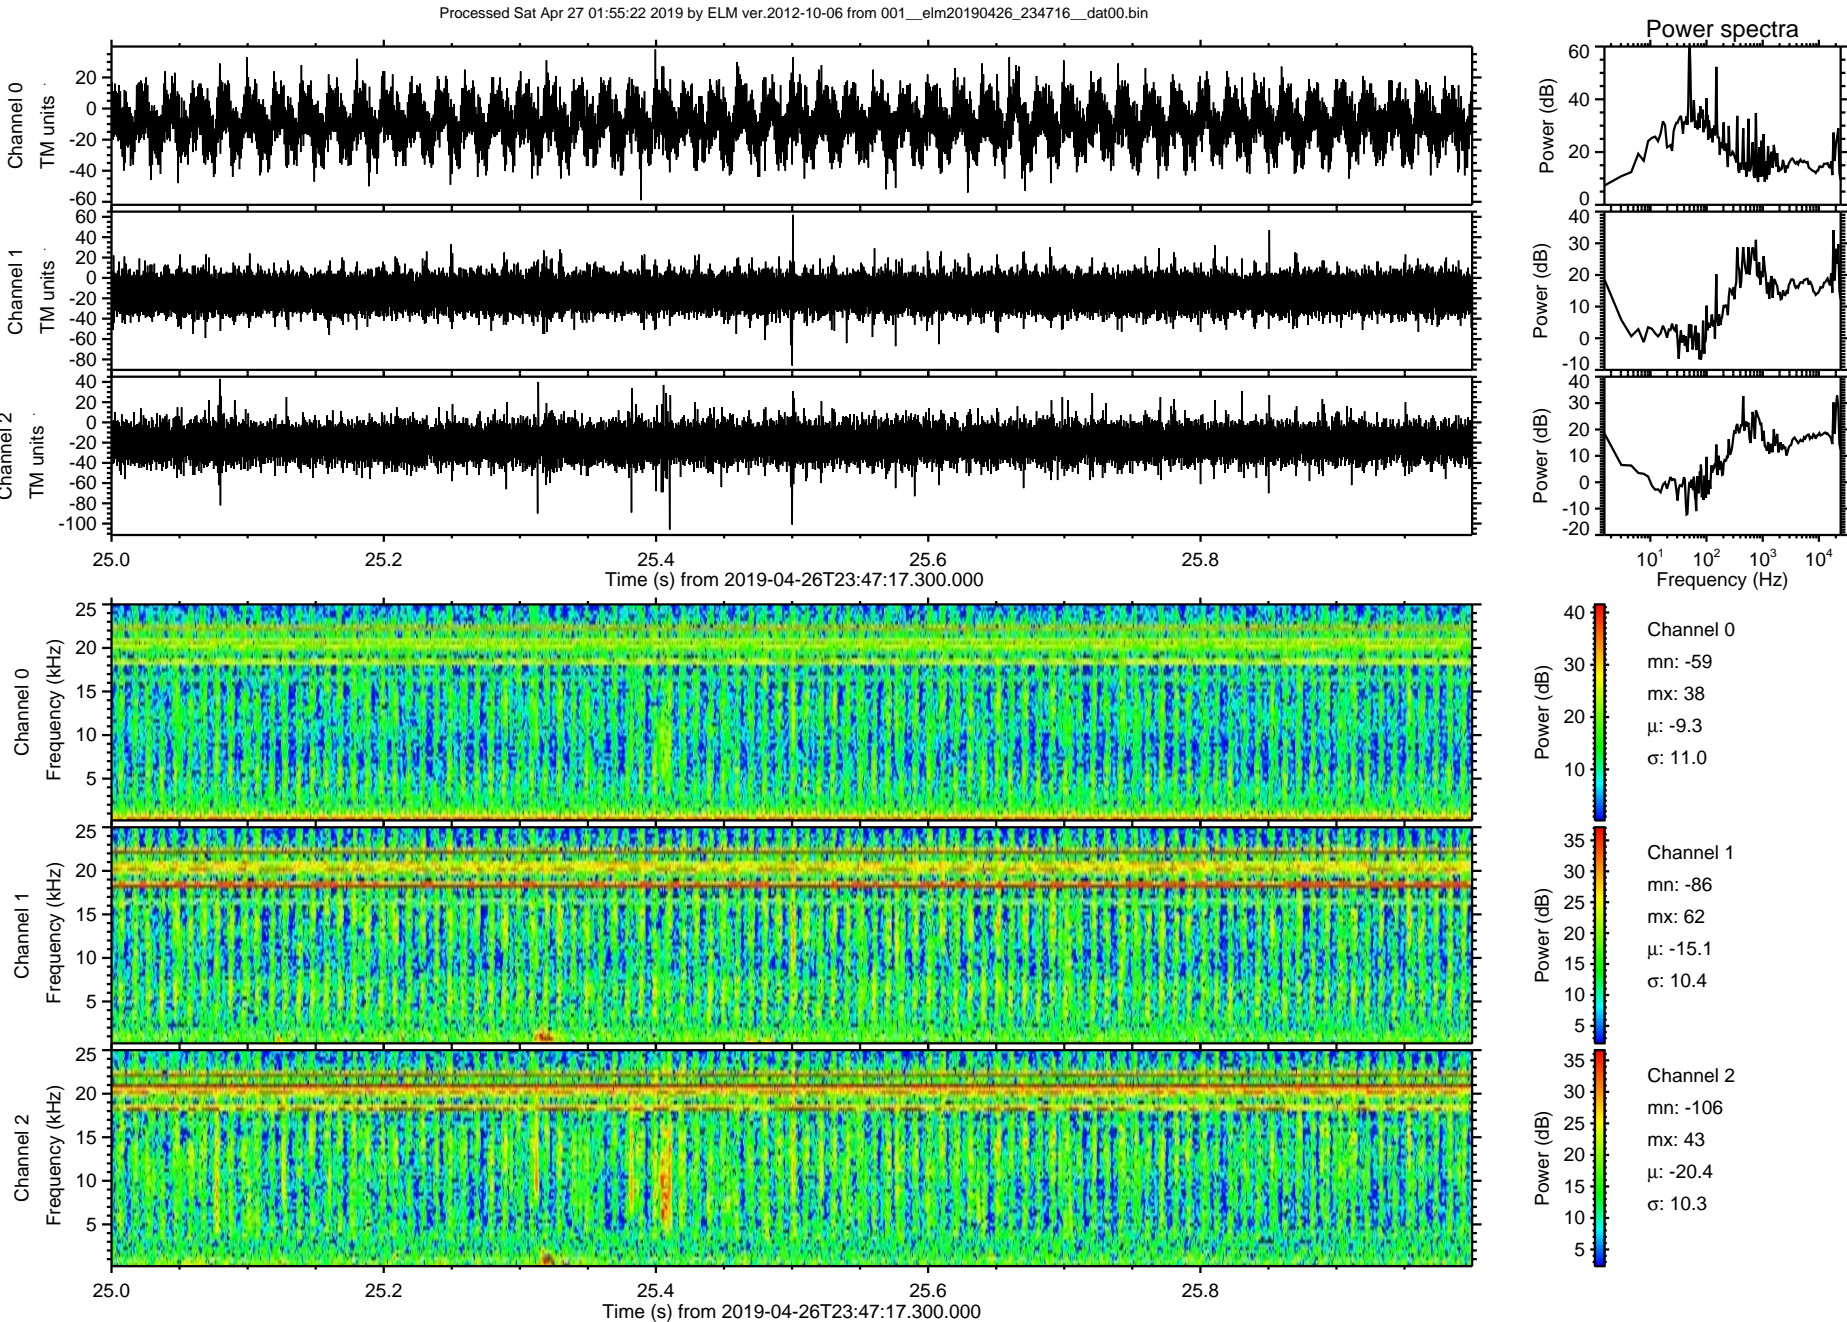 Processed Sat Apr 27 01:55:22 2019 by ELM ver.2012-10-06 from 001__elm20190426_234716__dat00.bin
Power spectra
Channel 0
TM units
20
0
-20
-40
-60
Power (dB)
60
40
20
0
Channel 1
TM units
60
40
20
0
-20
-40
-60
-80
Power (dB)
40
30
20
10
0
-10
Channel 2
TM units
40
20
0
-20
-40
-60
-80
-100
Power (dB)
40
30
20
10
0
-10
-20
25.0 25.2 25.4 25.6 25.8
Time (s) from 2019-04-26T23:47:17.300.000
10^1 10^2 10^3 10^4
Frequency (Hz)
Channel 0
Frequency (kHz)
25
20
15
10
5
Power (dB)
40
30
20
10
Channel 0
mn: -59
mx: 38
μ: -9.3
σ: 11.0
Channel 1
Frequency (kHz)
25
20
15
10
5
Power (dB)
35
30
25
20
15
10
5
Channel 1
mn: -86
mx: 62
μ: -15.1
σ: 10.4
Channel 2
Frequency (kHz)
25
20
15
10
5
Power (dB)
35
30
25
20
15
10
5
Channel 2
mn: -106
mx: 43
μ: -20.4
σ: 10.3
25.0 25.2 25.4 25.6 25.8
Time (s) from 2019-04-26T23:47:17.300.000